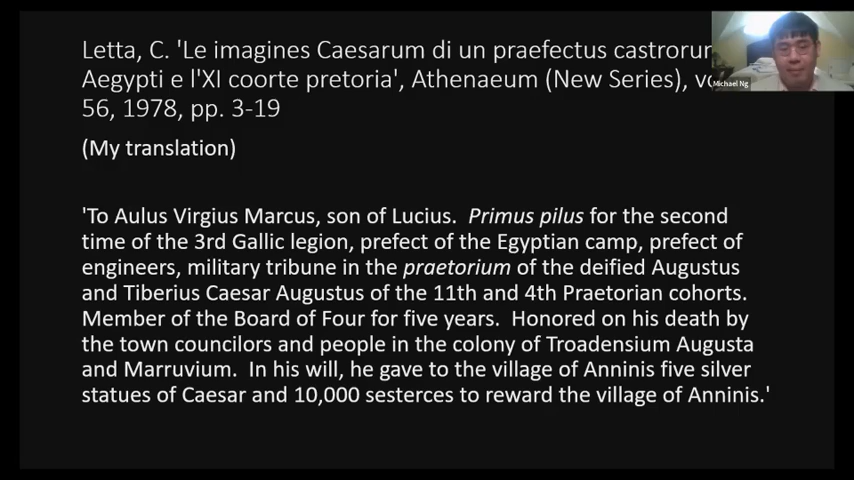 Letta, C. 'Le imagines Caesarum di un praefectus castrorum
Aegypti e l'XI coorte pretoria', Athenaeum (New Series),
56, 1978, pp. 3-19
(My translation)
'To Aulus Virgius Marcus, son of Lucius. Primus pilus for the second
time of the 3rd Gallic legion, prefect of the Egyptian camp, prefect of
engineers, military tribune in the praetorium of the deified Augustus
and Tiberius Caesar Augustus of the 11th and 4th Praetorian cohorts.
Member of the Board of Four for five years. Honored on his death by
the town councilors and people in the colony of Troadensium Augusta
and Marruvium. In his will, he gave to the village of Anninis five silver
statues of Caesar and 10,000 sesterces to reward the village of Anninis.'
Michael Ng